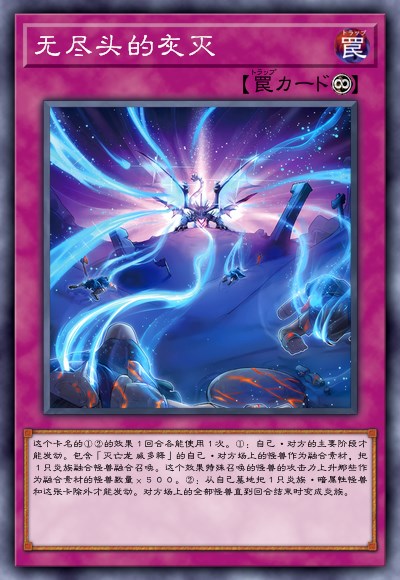 无尽头的灰灭
トラップ
罠
【罠カード】
トラップ
这个卡名的①②的效果1回合各能使用1次。①:自己·对方的主要阶段才
能发动。包含「灭亡龙 威多释」的自己·对方场上的怪兽作为融合素材,把
1只炎族融合怪兽融合召唤。这个效果特殊召唤的怪兽的攻击力上升那些作
为融合素材的怪兽数量×500。②:从自己墓地把1只炎族·暗属性怪兽
和这张卡除外才能发动。对方场上的全部怪兽直到回合结束时变成炎族。